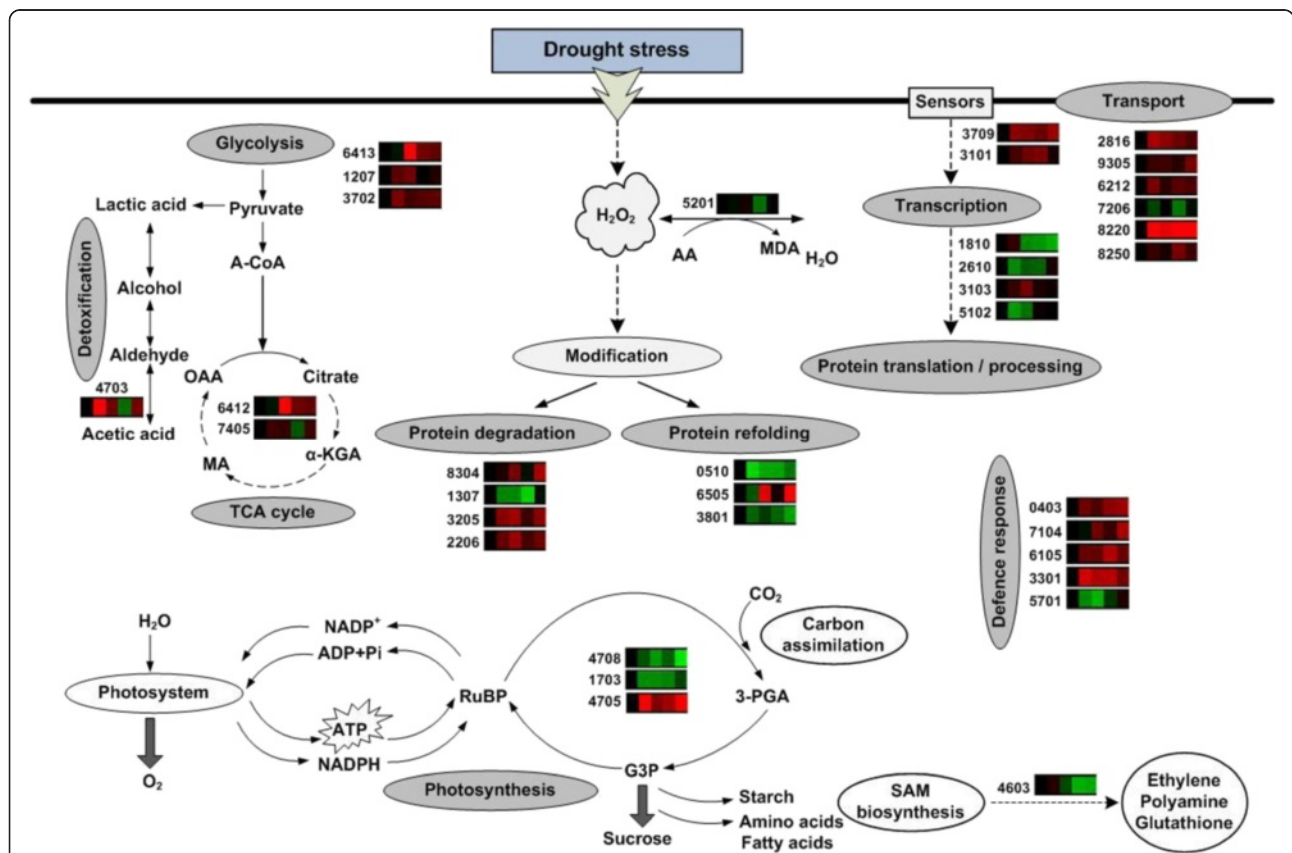 Drought stress
Sensors
Transport
Glycolysis
6413
1207
3702
3709
3101
2816
9305
6212
7206
8220
8250
Lactic acid
Pyruvate
H2O2
5201
AA
MDA
H2O
Transcription
1810
2610
3103
5102
A-CoA
Detoxification
Alcohol
Aldehyde
4703
Acetic acid
OAA
Citrate
6412
7405
MA
α-KGA
TCA cycle
Modification
Protein translation / processing
Protein degradation
8304
1307
3205
2206
Protein refolding
0510
6505
3801
Defence response
0403
7104
6105
3301
5701
H2O
NADP+
ADP+Pi
Photosystem
ATP
NADPH
O2
RuBP
4708
1703
4705
CO2
Carbon
assimilation
3-PGA
G3P
Photosynthesis
Starch
Amino acids
Fatty acids
Sucrose
SAM
biosynthesis
4603
Ethylene
Polyamine
Glutathione